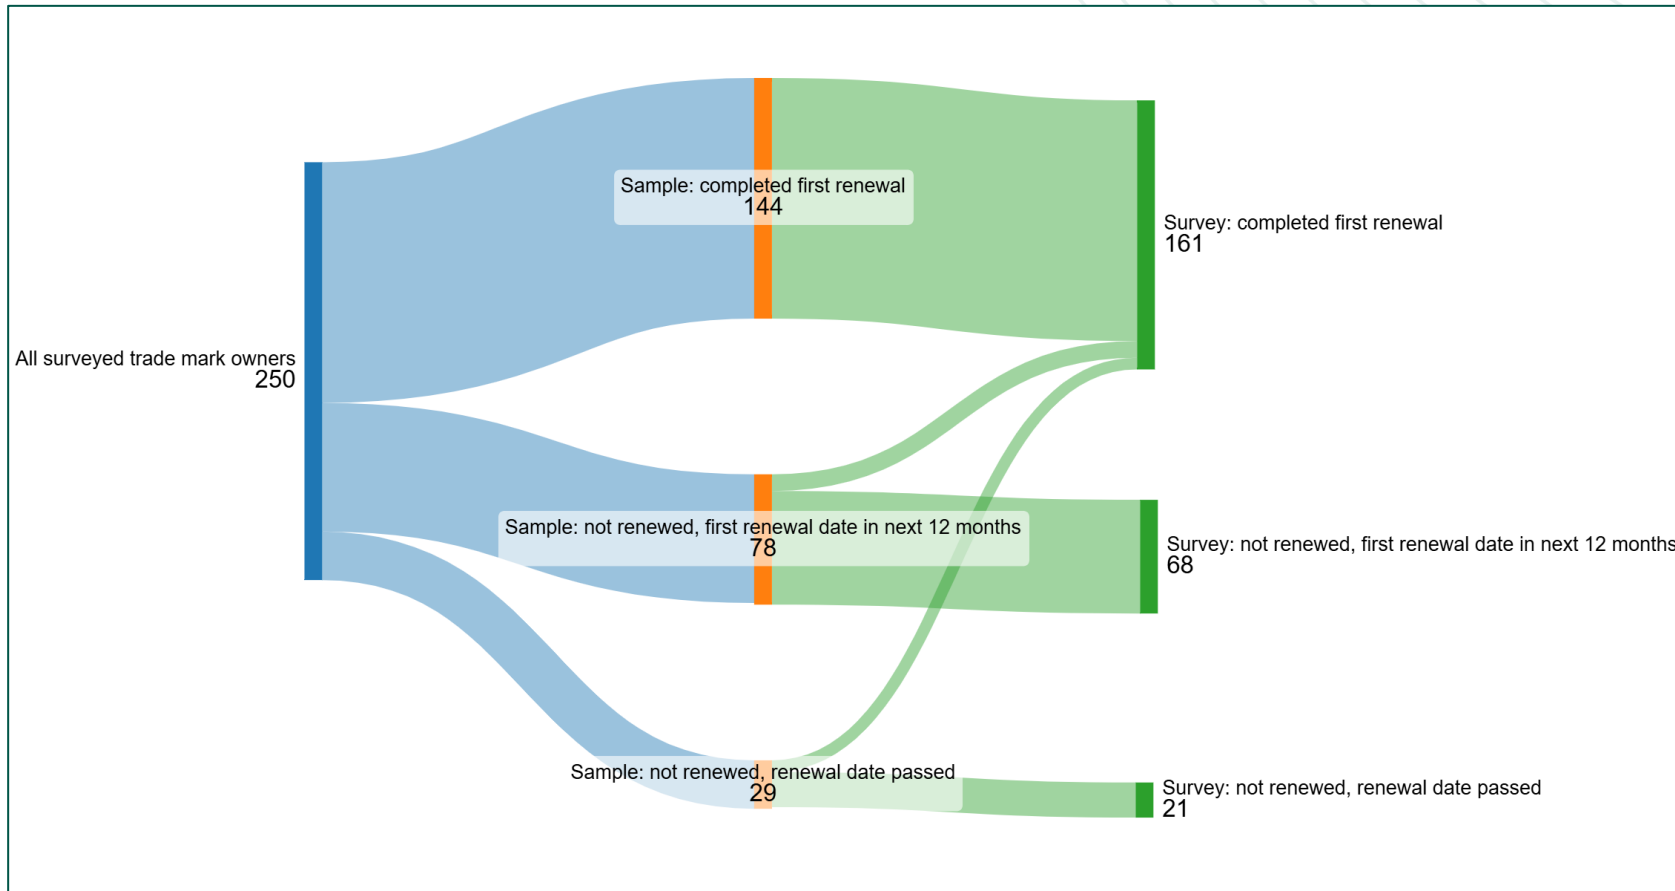 All surveyed trade mark owners
250
Sample: completed first renewal
144
Sample: not renewed, first renewal date in next 12 months
78
Sample: not renewed, renewal date passed
29
Survey: completed first renewal
161
Survey: not renewed, first renewal date in next 12 months
68
Survey: not renewed, renewal date passed
21